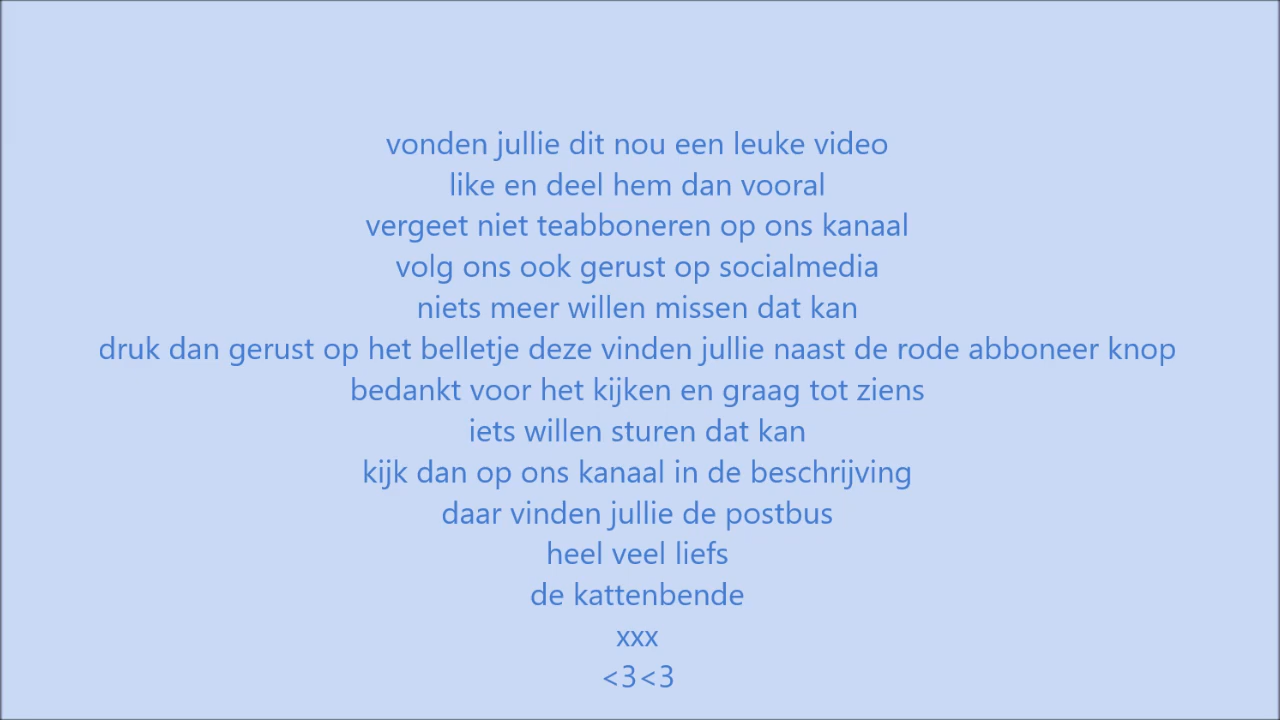 vonden jullie dit nou een leuke video
like en deel hem dan vooral
vergeet niet teabboneren op ons kanaal
volg ons ook gerust op socialmedia
niets meer willen missen dat kan
druk dan gerust op het belletje deze vinden jullie naast de rode abboneer knop
bedankt voor het kijken en graag tot ziens
iets willen sturen dat kan
kijk dan op ons kanaal in de beschrijving
daar vinden jullie de postbus
heel veel liefs
de kattenbende
xxx
<3<3